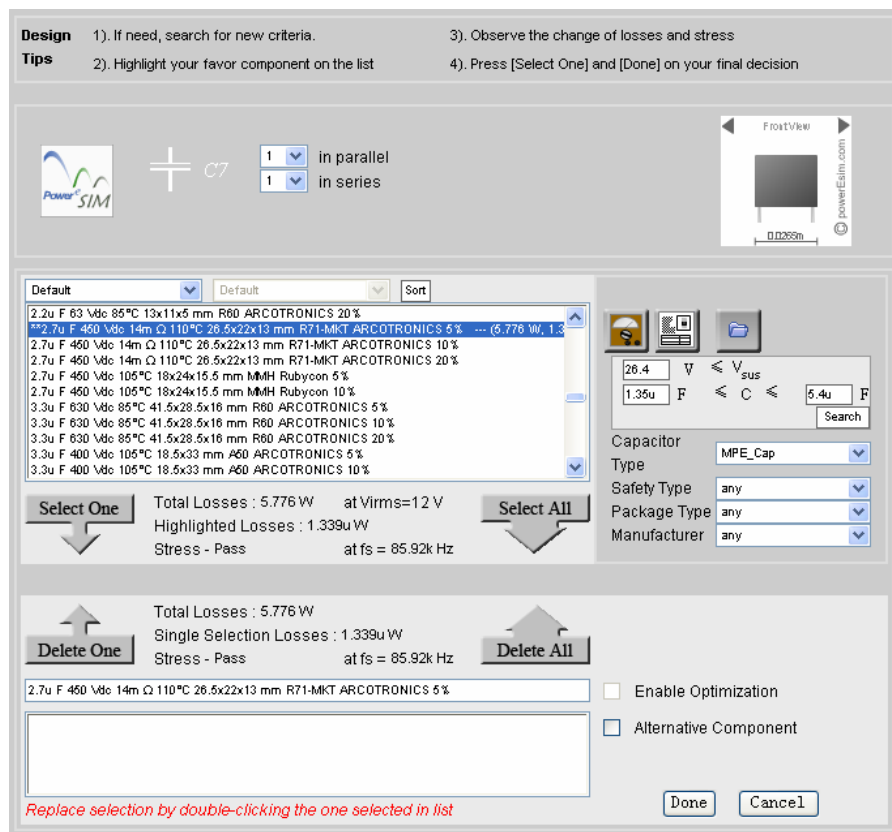 Design Tips
1). If need, search for new criteria.
3). Observe the change of losses and stress
2). Highlight your favor component on the list
4). Press [Select One] and [Done] on your final decision
Power e SIM
C7
1 in parallel
1 in series
FrontView
0.0265m
© powerEsim.com
Default Default Sort
2.2u F 63 Vdc 85°C 13x11x5 mm R60 ARCOTRONICS 20%
**2.7u F 450 Vdc 14m Ω 110°C 26.5x22x13 mm R71-MKT ARCOTRONICS 5% --- (5.776 W, 1.3
2.7u F 450 Vdc 14m Ω 110°C 26.5x22x13 mm R71-MKT ARCOTRONICS 10%
2.7u F 450 Vdc 14m Ω 110°C 26.5x22x13 mm R71-MKT ARCOTRONICS 20%
2.7u F 450 Vdc 105°C 18x24x15.5 mm MMH Rubycon 5%
2.7u F 450 Vdc 105°C 18x24x15.5 mm MMH Rubycon 10%
3.3u F 630 Vdc 85°C 41.5x28.5x16 mm R60 ARCOTRONICS 5%
3.3u F 630 Vdc 85°C 41.5x28.5x16 mm R60 ARCOTRONICS 10%
3.3u F 630 Vdc 85°C 41.5x28.5x16 mm R60 ARCOTRONICS 20%
3.3u F 400 Vdc 105°C 18.5x33 mm A50 ARCOTRONICS 5%
3.3u F 400 Vdc 105°C 18.5x33 mm A50 ARCOTRONICS 10%
26.4 V ≤ Vsus
1.35u F ≤ C ≤ 5.4u F
Search
Capacitor Type MPE_Cap
Safety Type any
Package Type any
Manufacturer any
Select One
Total Losses : 5.776 W at Virms=12 V
Highlighted Losses : 1.339u W
Stress - Pass at fs = 85.92k Hz
Select All
Delete One
Total Losses : 5.776 W
Single Selection Losses : 1.339u W
Stress - Pass at fs = 85.92k Hz
Delete All
2.7u F 450 Vdc 14m Ω 110°C 26.5x22x13 mm R71-MKT ARCOTRONICS 5%
Enable Optimization
Alternative Component
Replace selection by double-clicking the one selected in list
Done Cancel